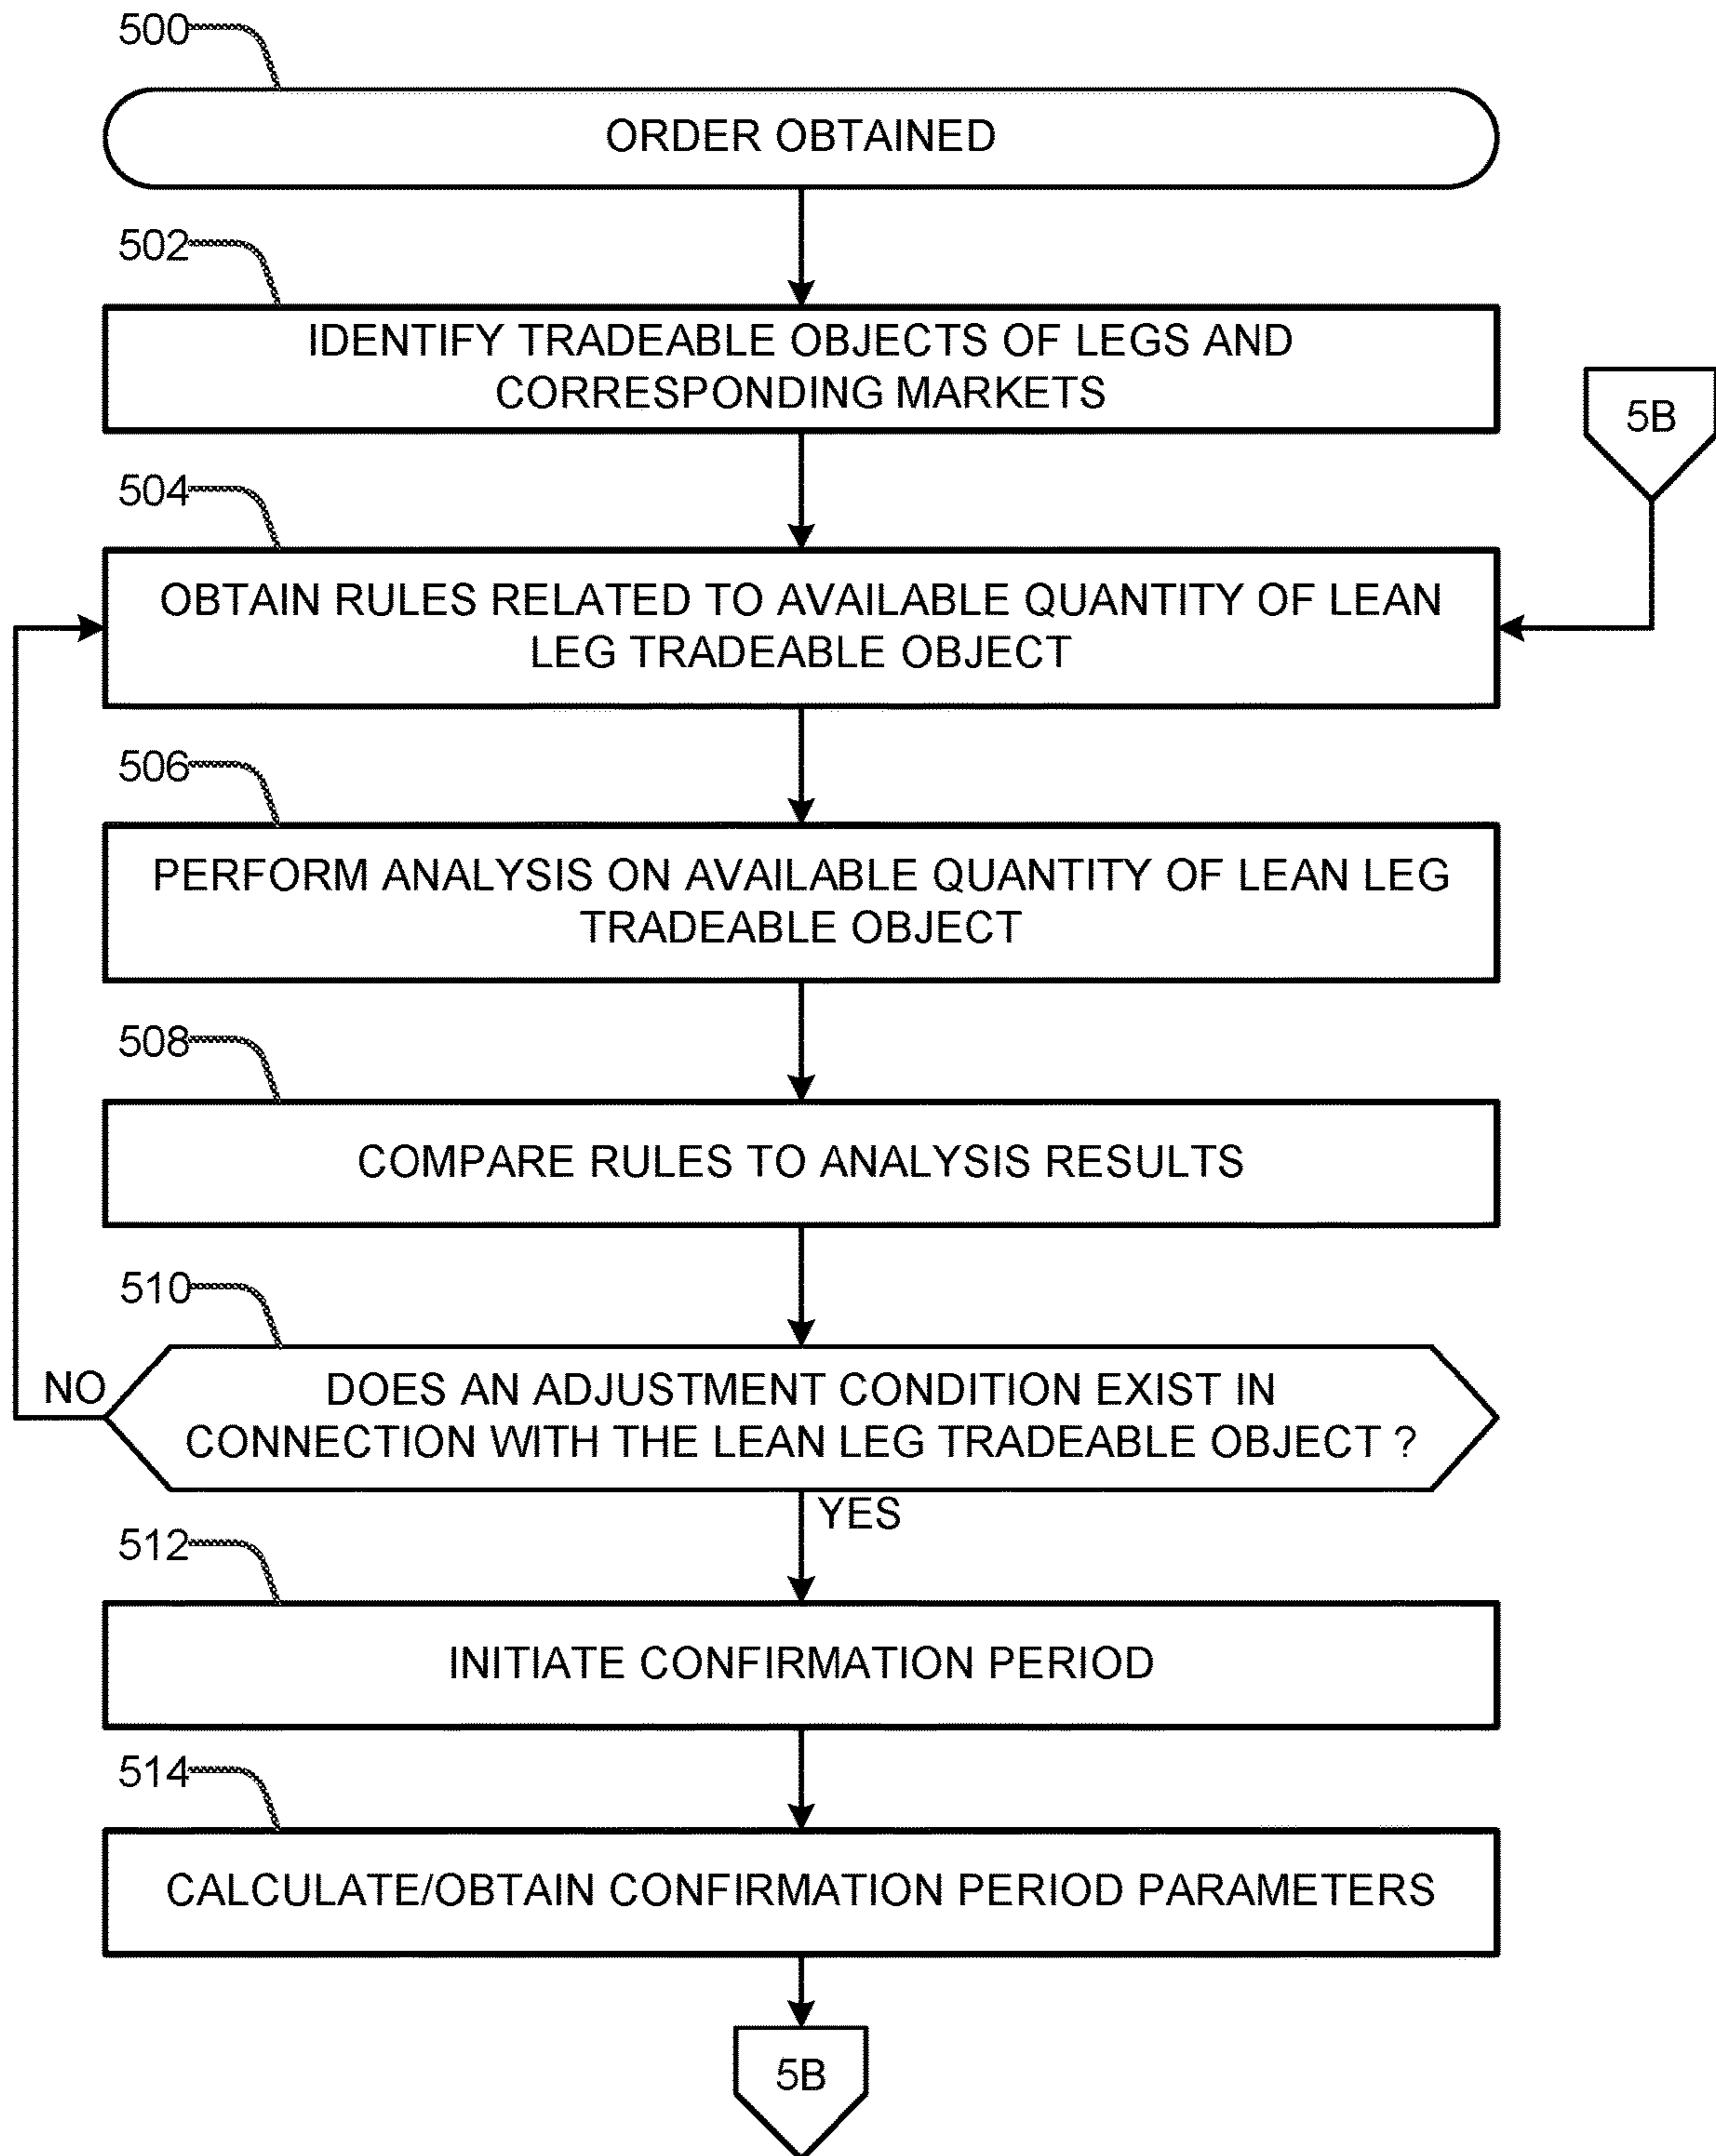 500
ORDER OBTAINED
502
IDENTIFY TRADEABLE OBJECTS OF LEGS AND
CORRESPONDING MARKETS
5B
504
OBTAIN RULES RELATED TO AVAILABLE QUANTITY OF LEAN
LEG TRADEABLE OBJECT
506
PERFORM ANALYSIS ON AVAILABLE QUANTITY OF LEAN LEG
TRADEABLE OBJECT
508
COMPARE RULES TO ANALYSIS RESULTS
510
NO
DOES AN ADJUSTMENT CONDITION EXIST IN
CONNECTION WITH THE LEAN LEG TRADEABLE OBJECT ?
YES
512
INITIATE CONFIRMATION PERIOD
514
CALCULATE/OBTAIN CONFIRMATION PERIOD PARAMETERS
5B